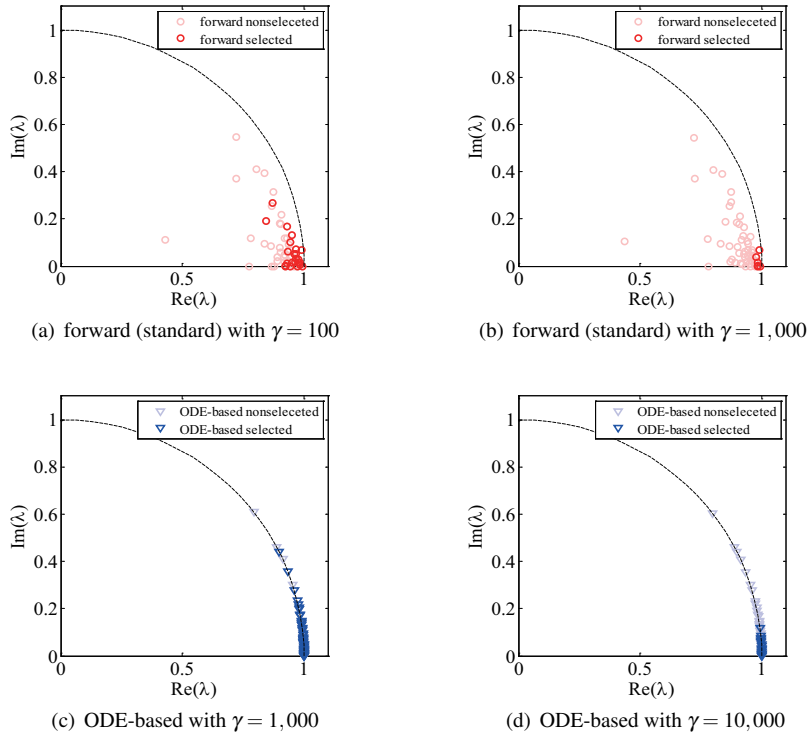 forward nonseleceted
forward selected
1
0.8
0.6
0.4
0.2
0
Im(λ)
0
0.5
1
Re(λ)
(a) forward (standard) with γ = 100
forward nonseleceted
forward selected
1
0.8
0.6
0.4
0.2
0
Im(λ)
0
0.5
1
Re(λ)
(b) forward (standard) with γ = 1,000
ODE-based nonseleceted
ODE-based selected
1
0.8
0.6
0.4
0.2
0
Im(λ)
0
0.5
1
Re(λ)
(c) ODE-based with γ = 1,000
ODE-based nonseleceted
ODE-based selected
1
0.8
0.6
0.4
0.2
0
Im(λ)
0
0.5
1
Re(λ)
(d) ODE-based with γ = 10,000